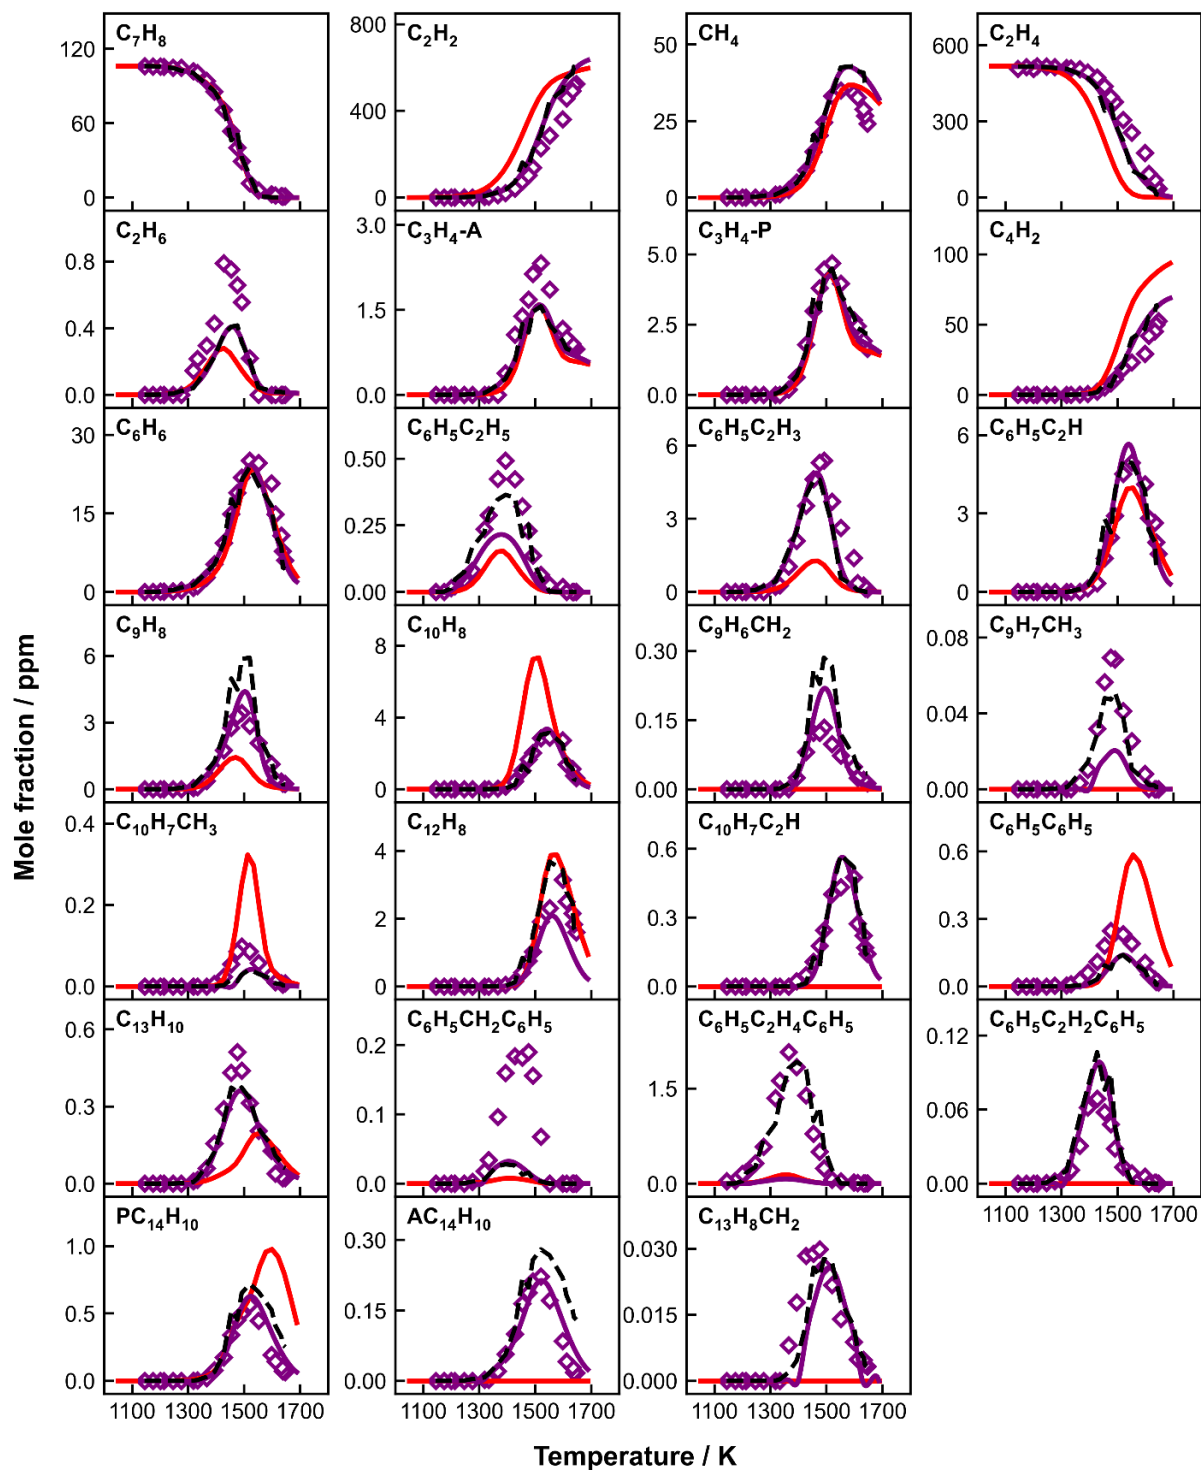 Mole fraction / ppm
C₇H₈
120
60
0
C₂H₂
800
400
0
CH₄
50
25
0
C₂H₄
600
300
0
C₂H₆
0.8
0.4
0.0
C₃H₄-A
3.0
1.5
0.0
C₃H₄-P
5.0
2.5
0.0
C₄H₂
100
50
0
C₆H₆
30
15
0
C₆H₅C₂H₅
0.50
0.25
0.00
C₆H₅C₂H₃
6
3
0
C₆H₅C₂H
6
3
0
C₉H₈
6
3
0
C₁₀H₈
8
4
0
C₉H₆CH₂
0.30
0.15
0.00
C₉H₇CH₃
0.08
0.04
0.00
C₁₀H₇CH₃
0.4
0.2
0.0
C₁₂H₈
4
2
0
C₁₀H₇C₂H
0.6
0.3
0.0
C₆H₅C₆H₅
0.6
0.3
0.0
C₁₃H₁₀
0.6
0.3
0.0
C₆H₅CH₂C₆H₅
0.2
0.1
0.0
C₆H₅C₂H₄C₆H₅
1.5
0.0
C₆H₅C₂H₂C₆H₅
0.12
0.06
0.00
1100 1300 1500 1700
PC₁₄H₁₀
1.0
0.5
0.0
1100 1300 1500 1700
AC₁₄H₁₀
0.30
0.15
0.00
1100 1300 1500 1700
C₁₃H₈CH₂
0.030
0.015
0.000
1100 1300 1500 1700
Temperature / K